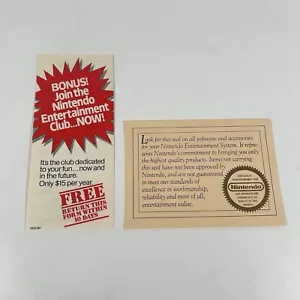 BONUS!
Join the
Nintendo
Entertainment
Club...NOW!
It's the club dedicated
to your fun...now and
in the future.
Only $15 per year
FREE
RETURN THIS
FORM WITHIN
10 DAYS
Look for this seal on all software and accessories
for your Nintendo Entertainment System. It repre
sents Nintendo's commitment to bringing you only
the highest quality products. Items not carrying
this seal have not been approved by
Nintendo, and are not guaranteed
to meet our standards of
excellence in workmanship,
reliability and most of all,
entertainment value.
Nintendo